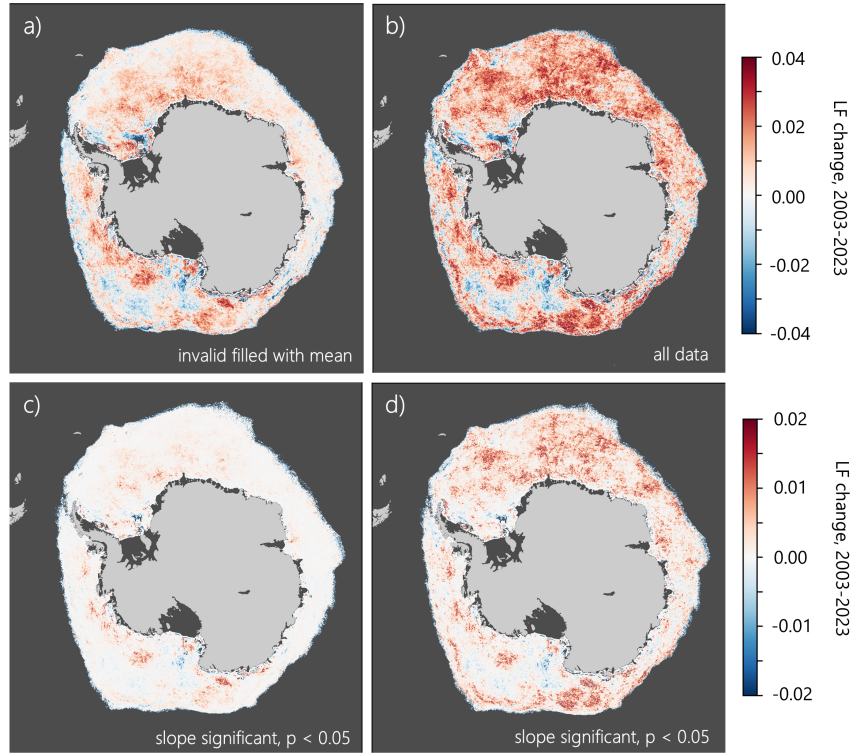 a)
invalid filled with mean
b)
all data
0.04
0.02
0.00
-0.02
-0.04
LF change, 2003-2023
c)
slope significant, p < 0.05
d)
slope significant, p < 0.05
0.02
0.01
0.00
-0.01
-0.02
LF change, 2003-2023